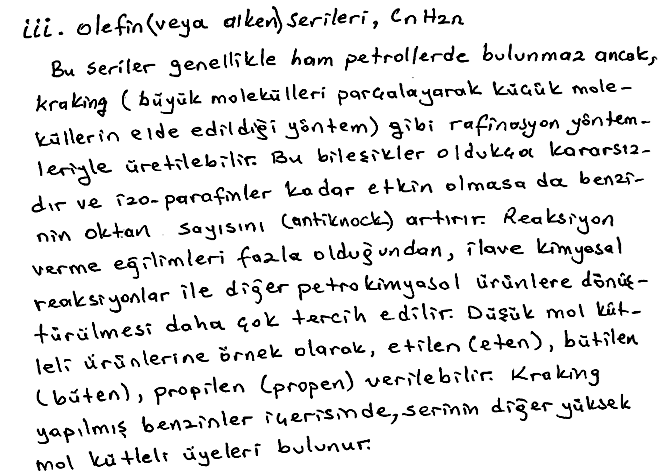 iii. Olefin (veya alken) serileri, CnH2n
Bu seriler genellikle ham petrollerde bulunmaz ancak,
kraking (büyük molekülleri parçalayarak küçük mole-
küllerin elde edildiği yöntem) gibi rafinasyon yöntem-
leriyle üretilebilir. Bu bileşikler oldukça kararsız-
dır ve izo-parafinler kadar etkin olmasa da benzi-
nin oktan sayısını (antiknock) artırır. Reaksiyon
verme eğilimleri fazla olduğundan, ilave kimyasal
reaksiyonlar ile diğer petrokimyasal ürünlere dönüş-
türülmesi daha çok tercih edilir. Düşük mol küt-
leli ürünlerine örnek olarak, etilen (eten), bütilen
(büten), propilen (propen) verilebilir. Kraking
yapılmış benzinler içerisinde, serinin diğer yüksek
mol kütleli üyeleri bulunur.